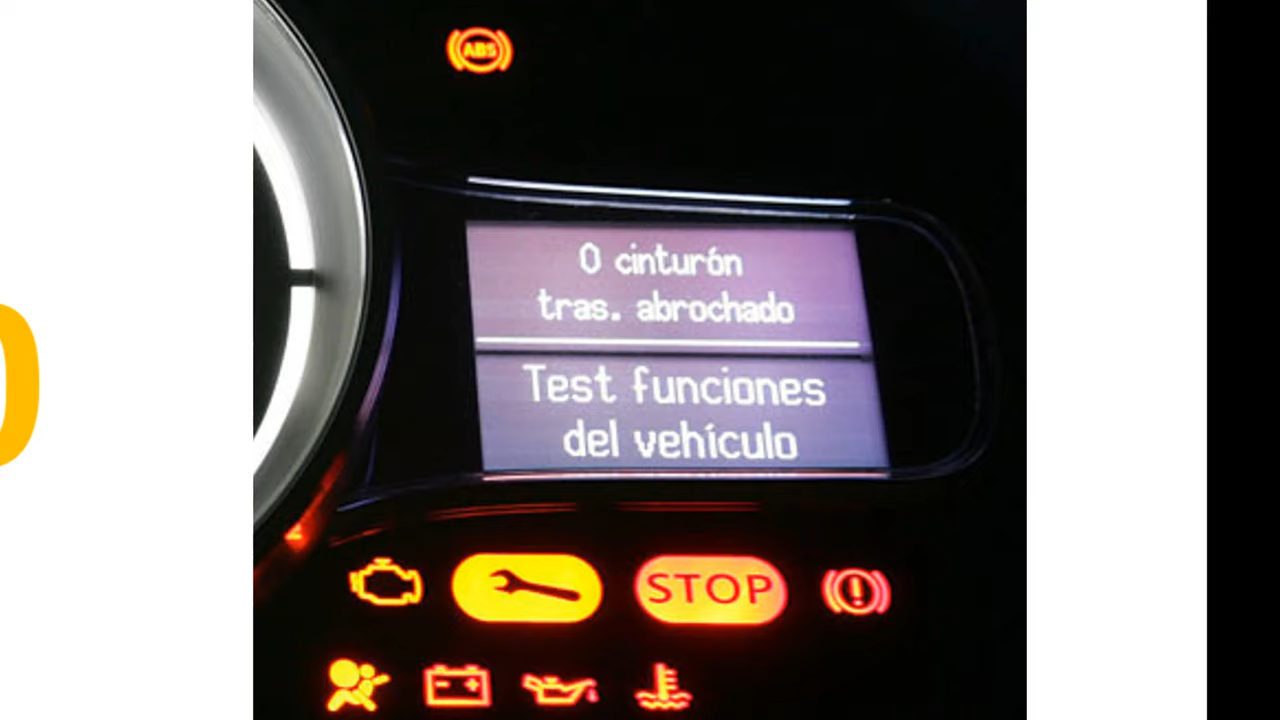 ABS
0 cinturón
tras. abrochado
Test funciones
del vehículo
STOP